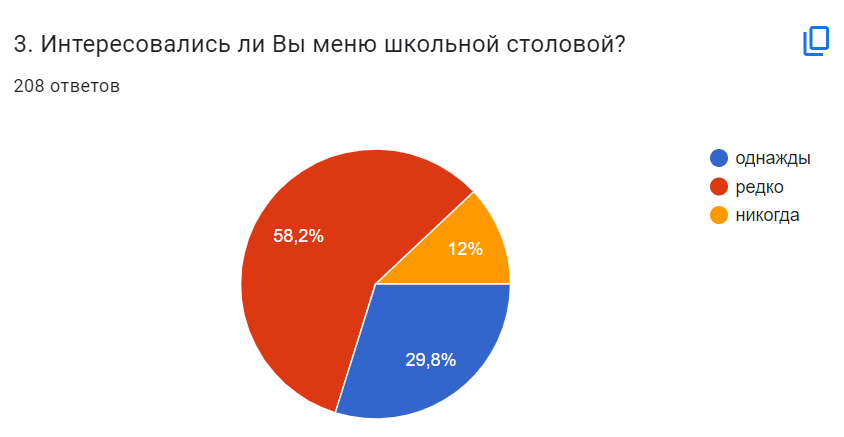 3. Интересовались ли Вы меню школьной столовой?
208 ответов
однажды
редко
никогда
58,2%
12%
29,8%